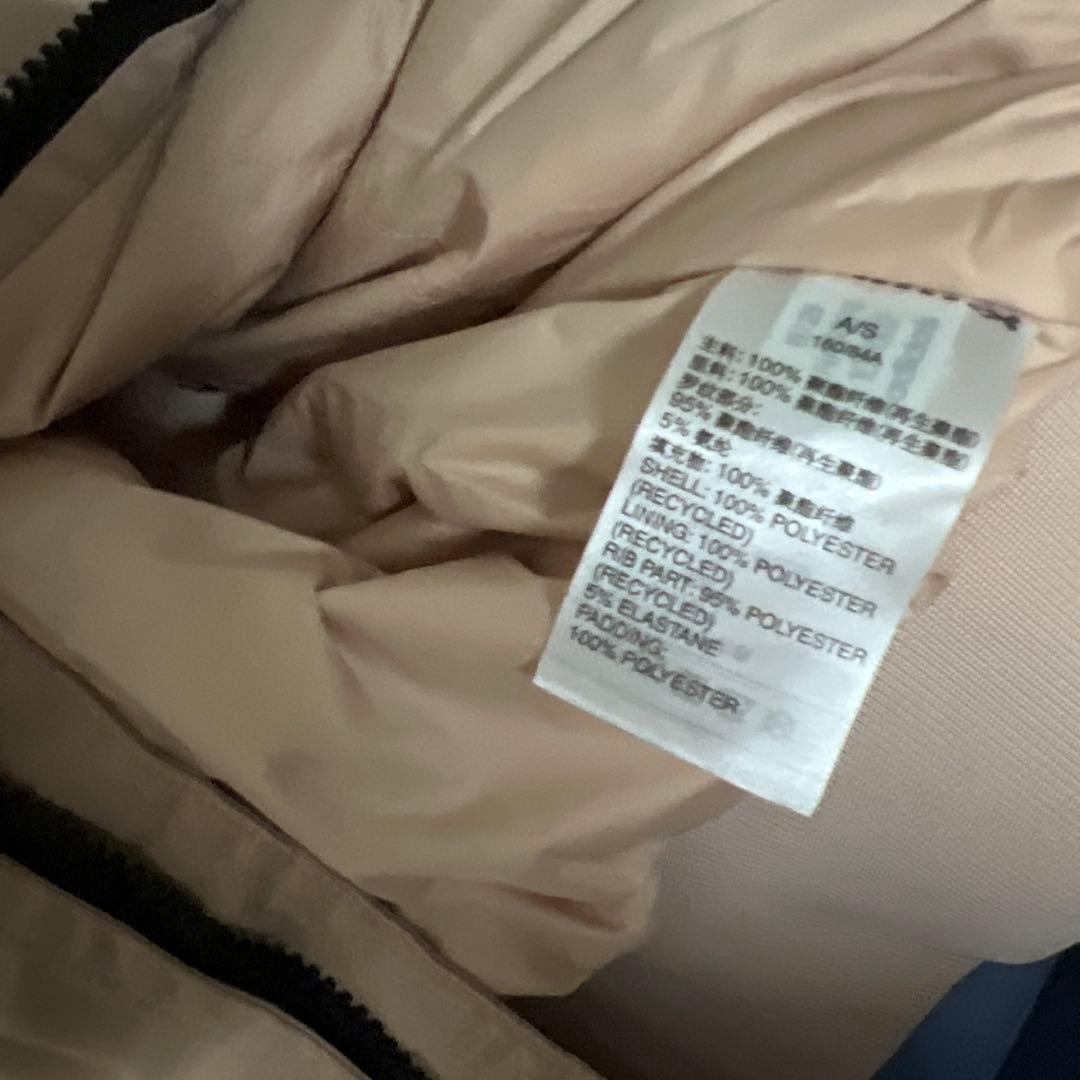 A/S
160/84A
主料: 100% 聚酯纤维(再生聚酯)
里料: 100% 聚酯纤维(再生聚酯)
罗纹部分:
95% 聚酯纤维(再生聚酯)
5% 氨纶
填充物: 100% 聚酯纤维
SHELL: 100% POLYESTER
(RECYCLED)
LINING: 100% POLYESTER
(RECYCLED)
RIB PART: 95% POLYESTER
(RECYCLED)
5% ELASTANE
PADDING:
100% POLYESTER